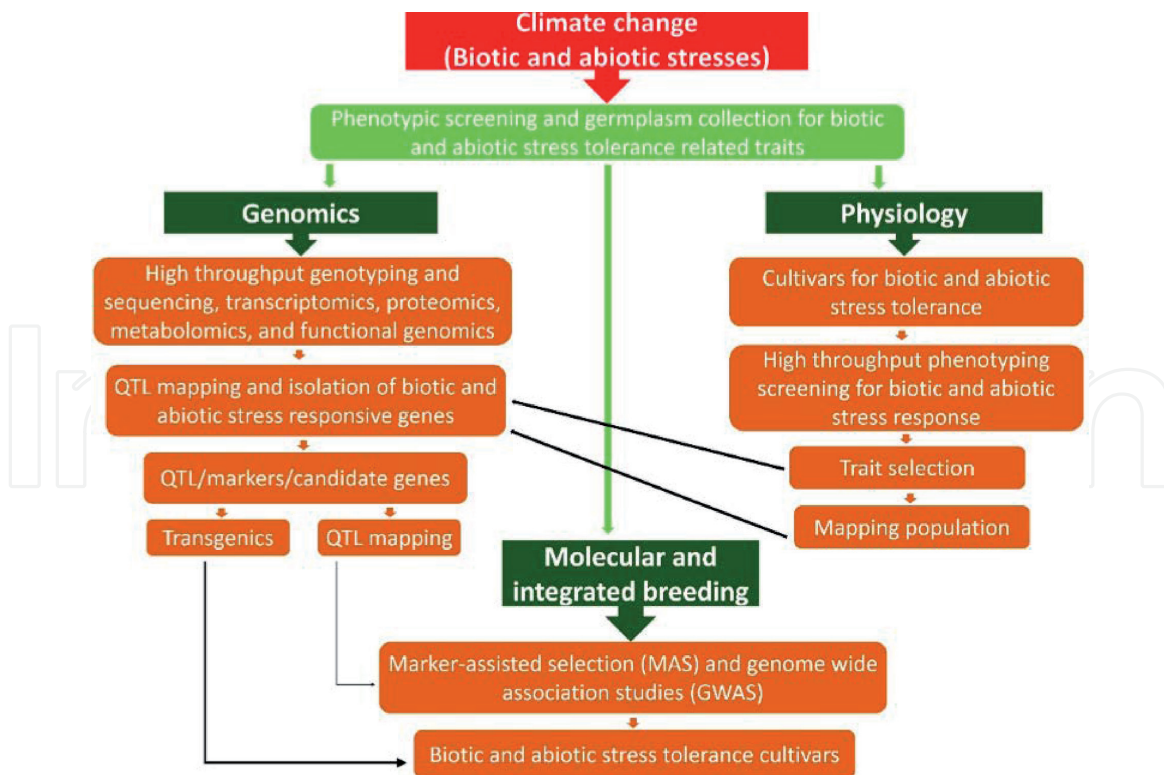 Climate change
(Biotic and abiotic stresses)
Phenotypic screening and germplasm collection for biotic
and abiotic stress tolerance related traits
Genomics
High throughput genotyping and
sequencing, transcriptomics, proteomics,
metabolomics, and functional genomics
QTL mapping and isolation of biotic and
abiotic stress responsive genes
QTL/markers/candidate genes
Transgenics
QTL mapping
Physiology
Cultivars for biotic and abiotic
stress tolerance
High throughput phenotyping
screening for biotic and abiotic
stress response
Trait selection
Mapping population
Molecular and
integrated breeding
Marker-assisted selection (MAS) and genome wide
association studies (GWAS)
Biotic and abiotic stress tolerance cultivars